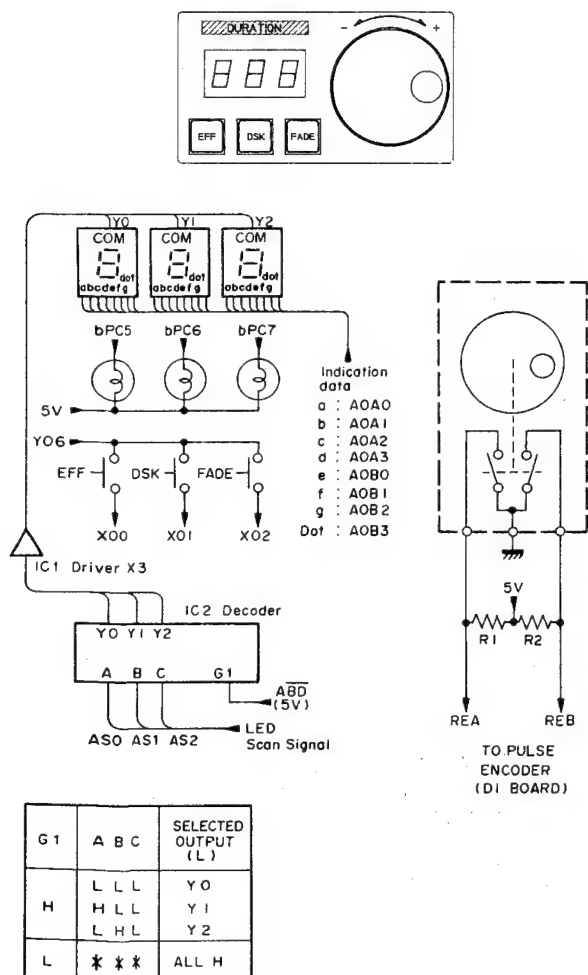 DURATION
- +
888
EFF DSK FADE
Y0 Y1 Y2
COM COM COM
8 8 8
dot dot dot
abcdefg abcdefg abcdefg
bPC5 bPC6 bPC7
5V
Y06
EFF DSK FADE
X00 X01 X02
Indication
data
a : A0A0
b : A0A1
c : A0A2
d : A0A3
e : A0B0
f : A0B1
g : A0B2
Dot : A0B3
IC1 Driver X3
IC2 Decoder
Y0 Y1 Y2
A B C G1
ABD
(5V)
AS0 AS1 AS2
LED
Scan Signal
5V
R1 R2
REA REB
TO PULSE
ENCODER
(DI BOARD)
G1 A B C SELECTED
OUTPUT
(L)
L L L Y0
H H L L Y1
L H L Y2
L * * * ALL H